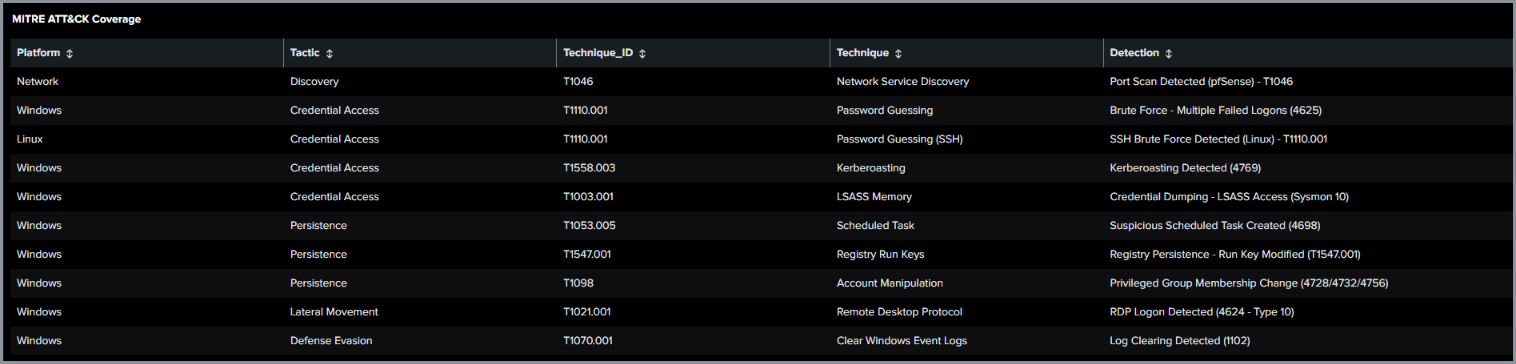 MITRE ATT&CK Coverage
Platform Tactic Technique_ID Technique Detection
Network Discovery T1046 Network Service Discovery Port Scan Detected (pfSense) - T1046
Windows Credential Access T1110.001 Password Guessing Brute Force - Multiple Failed Logons (4625)
Linux Credential Access T1110.001 Password Guessing (SSH) SSH Brute Force Detected (Linux) - T1110.001
Windows Credential Access T1558.003 Kerberoasting Kerberoasting Detected (4769)
Windows Credential Access T1003.001 LSASS Memory Credential Dumping - LSASS Access (Sysmon 10)
Windows Persistence T1053.005 Scheduled Task Suspicious Scheduled Task Created (4698)
Windows Persistence T1547.001 Registry Run Keys Registry Persistence - Run Key Modified (T1547.001)
Windows Persistence T1098 Account Manipulation Privileged Group Membership Change (4728/4732/4756)
Windows Lateral Movement T1021.001 Remote Desktop Protocol RDP Logon Detected (4624 - Type 10)
Windows Defense Evasion T1070.001 Clear Windows Event Logs Log Clearing Detected (1102)